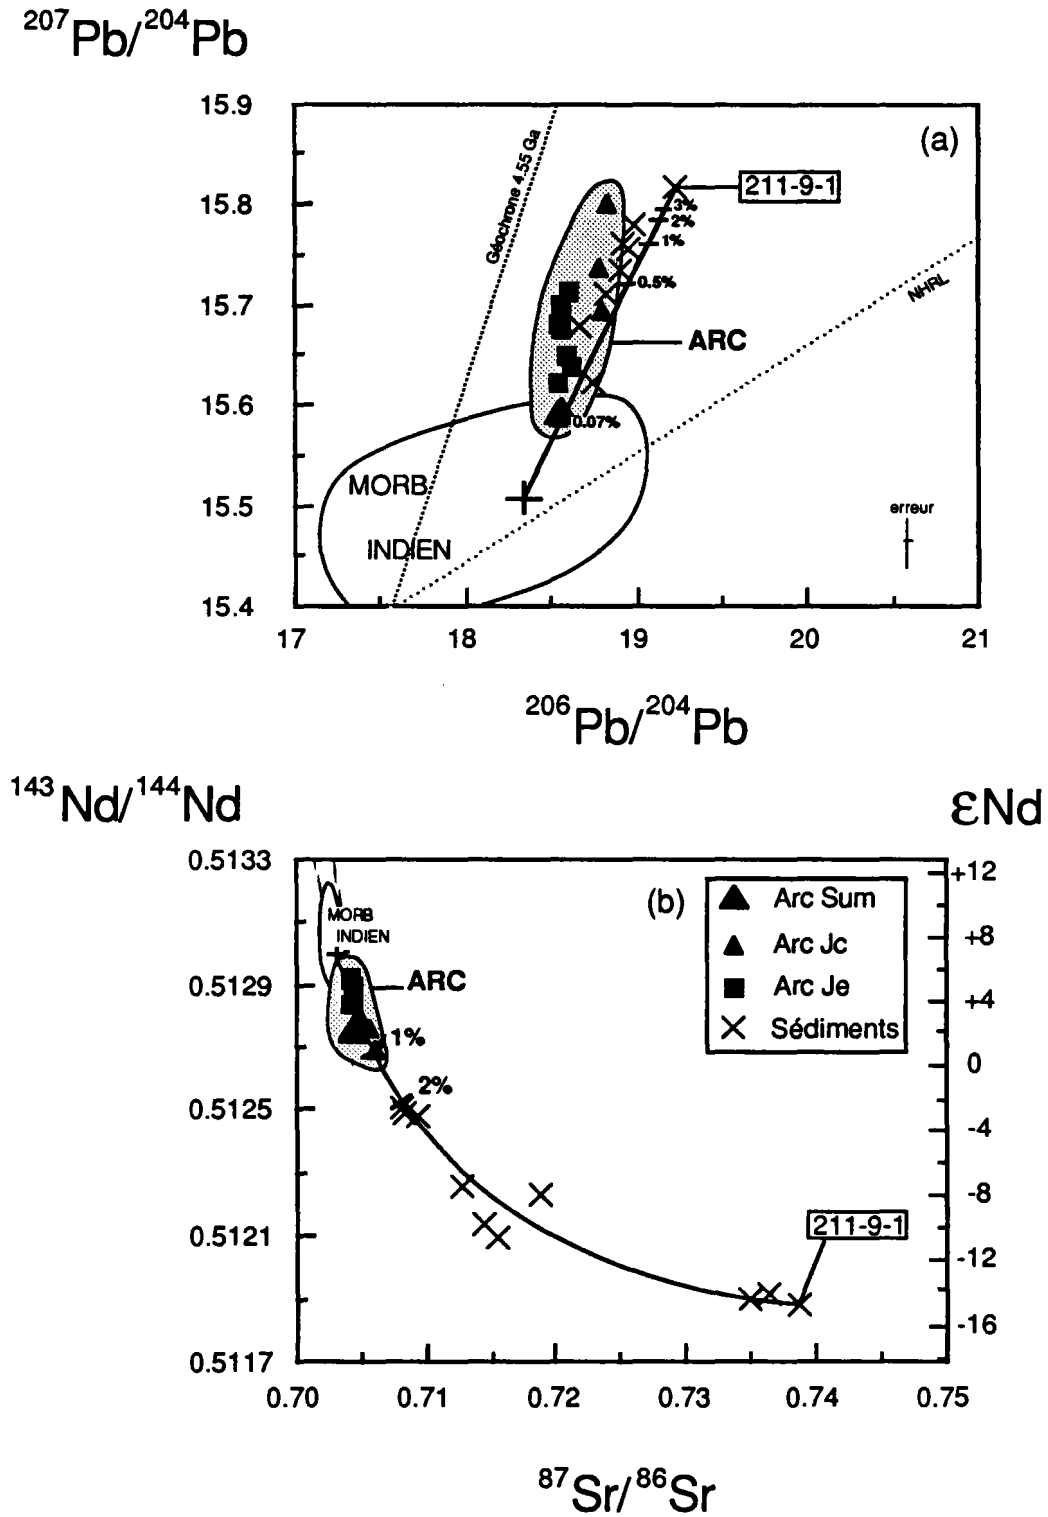 207Pb/204Pb
15.9
15.8
15.7
15.6
15.5
15.4
(a)
Géochrone 4.55 Ga
211-9-1
3%
2%
1%
0.5%
NHRL
ARC
0.07%
MORB
INDIEN
erreur
17 18 19 20 21
206Pb/204Pb
143Nd/144Nd
εNd
0.5133
0.5129
0.5125
0.5121
0.5117
(b)
MORB
INDIEN
ARC
1%
2%
Arc Sum
Arc Jc
Arc Je
Sédiments
211-9-1
+12
+8
+4
0
-4
-8
-12
-16
0.70 0.71 0.72 0.73 0.74 0.75
87Sr/86Sr